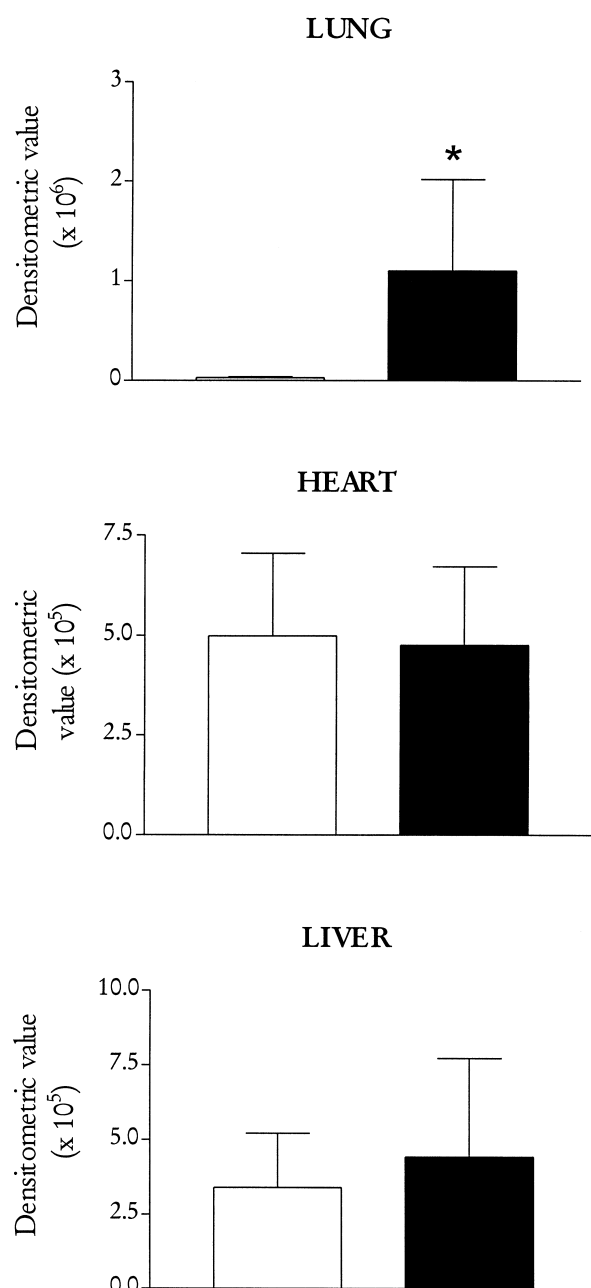 LUNG
Densitometric value
(x 10⁶)
3
2
1
0
*
HEART
Densitometric
value (x 10⁵)
7.5
5.0
2.5
0.0
LIVER
Densitometric value
(x 10⁵)
10.0
7.5
5.0
2.5
0.0